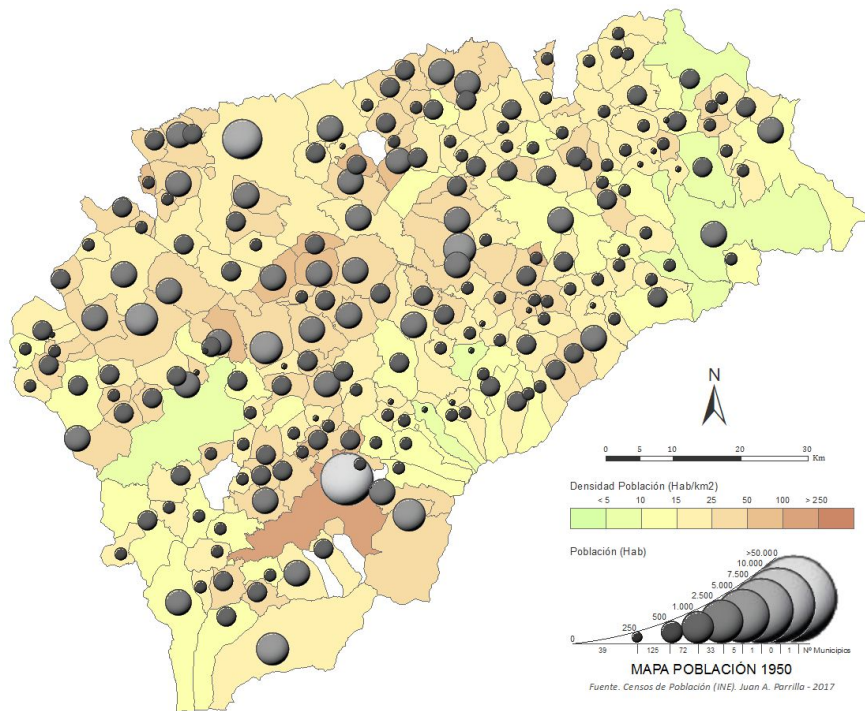 N
0 5 10 20 30
Km
Densidad Población (Hab/km2)
< 5 10 15 25 50 100 > 250
Población (Hab)
>50.000
10.000
7.500
5.000
2.500
1.000
500
250
0
39 125 72 33 5 1 0 1 Nº Municipios
MAPA POBLACIÓN 1950
Fuente. Censos de Población (INE). Juan A. Parrilla - 2017